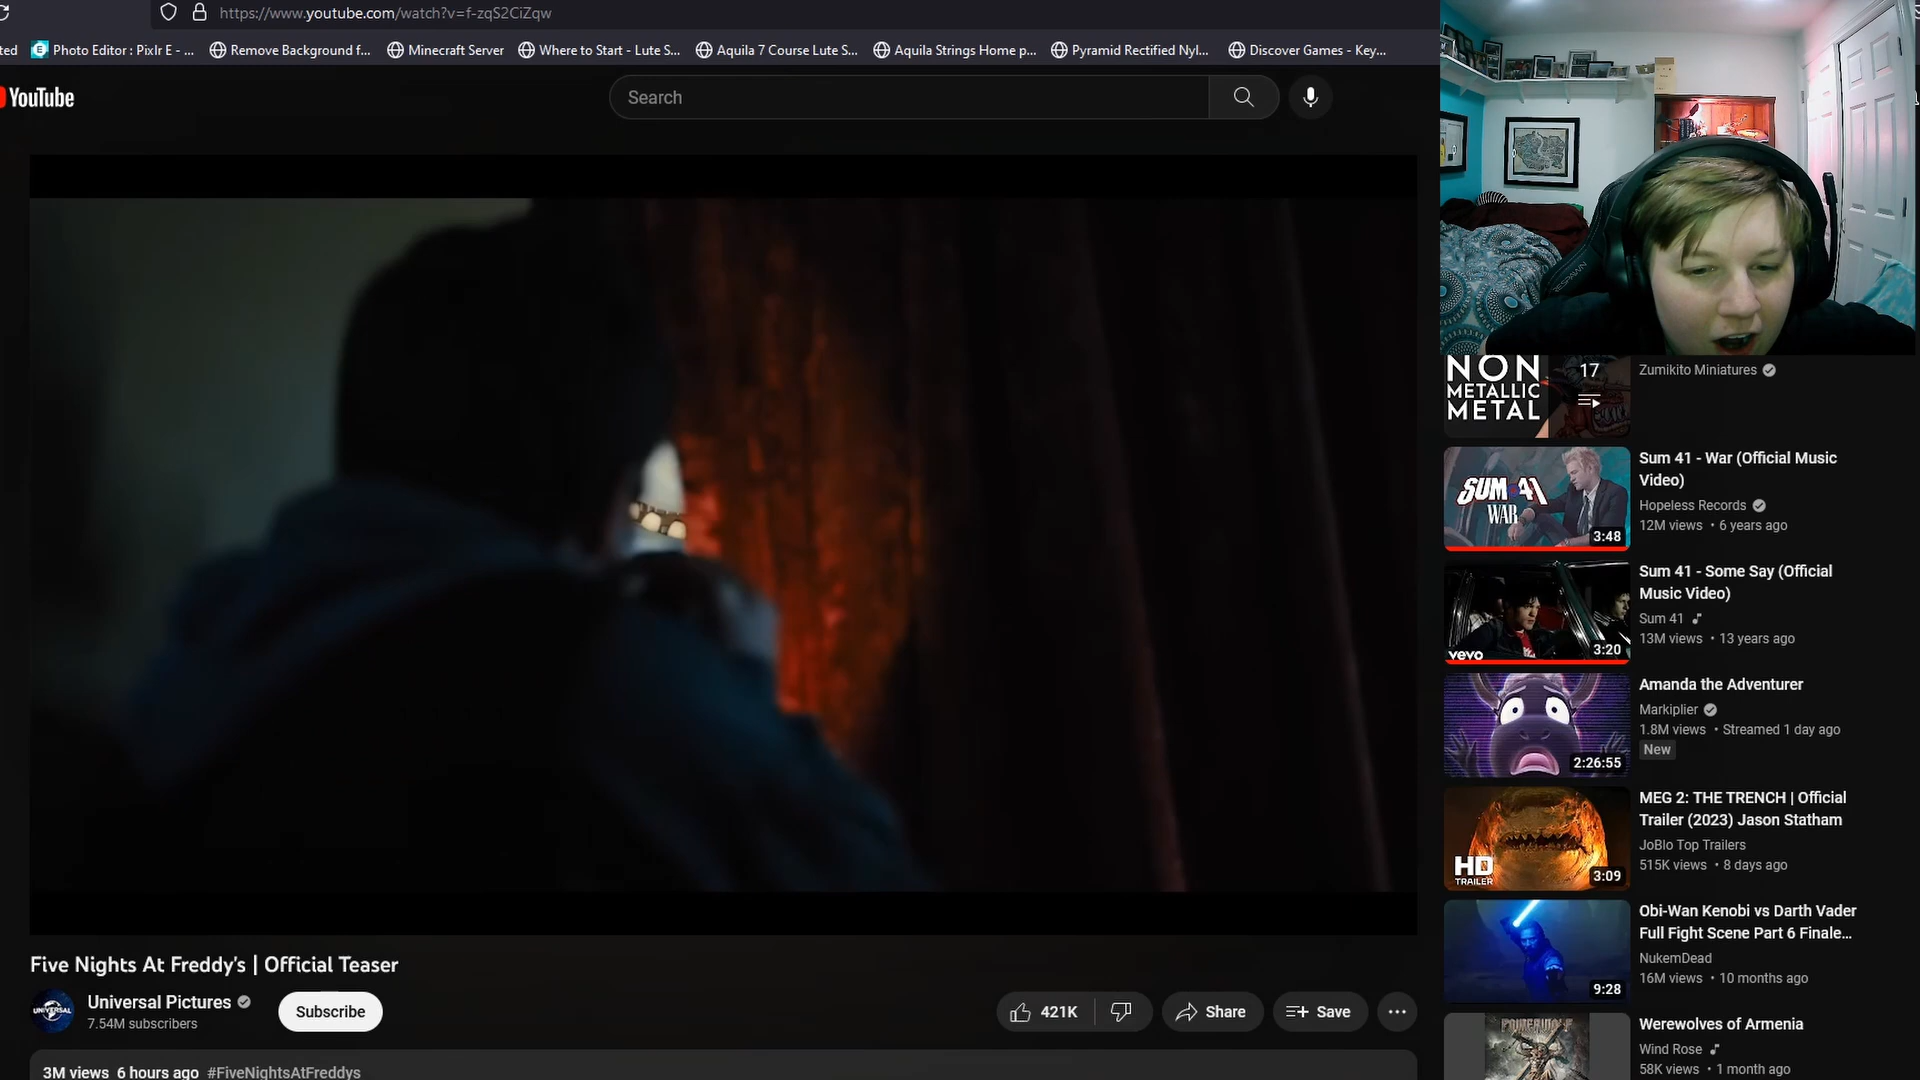 https://www.youtube.com/watch?v=f-zqS2CiZqw
ted
Photo Editor : Pixlr E - ...
Remove Background f...
Minecraft Server
Where to Start - Lute S...
Aquila 7 Course Lute S...
Aquila Strings Home p...
Pyramid Rectified Nyl...
Discover Games - Key...
YouTube
Search
Five Nights At Freddy's | Official Teaser
UNIVERSAL
Universal Pictures
7.54M subscribers
Subscribe
421K
Share
Save
3M views 6 hours ago #FiveNightsAtFreddys
NON
METALLIC
METAL
17
Zumikito Miniatures
SUM 41
WAR
3:48
Sum 41 - War (Official Music
Video)
Hopeless Records
12M views • 6 years ago
vevo
3:20
Sum 41 - Some Say (Official
Music Video)
Sum 41
13M views • 13 years ago
2:26:55
Amanda the Adventurer
Markiplier
1.8M views • Streamed 1 day ago
New
HD
TRAILER
3:09
MEG 2: THE TRENCH | Official
Trailer (2023) Jason Statham
JoBlo Top Trailers
515K views • 8 days ago
9:28
Obi-Wan Kenobi vs Darth Vader
Full Fight Scene Part 6 Finale...
NukemDead
16M views • 10 months ago
POWERWOLF
Werewolves of Armenia
Wind Rose
58K views • 1 month ago